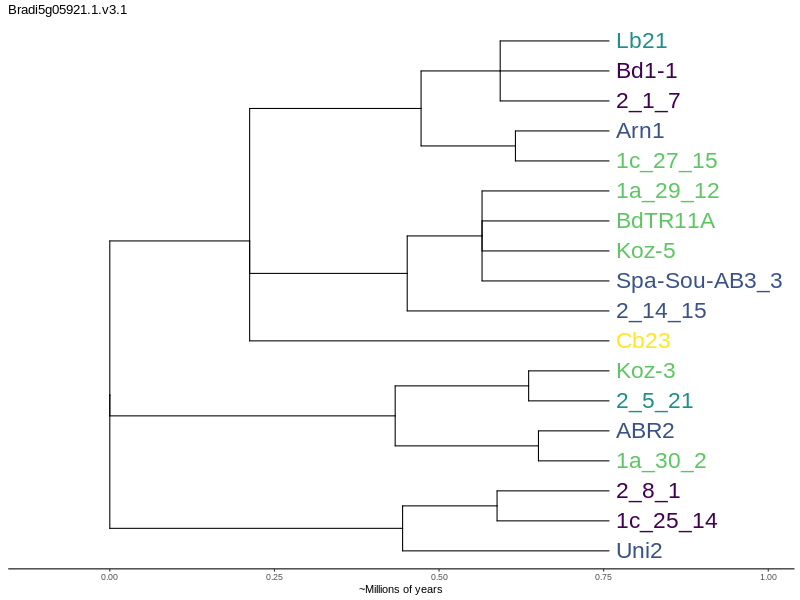 Bradi5g05921.1.v3.1
Lb21
Bd1-1
2_1_7
Arn1
1c_27_15
1a_29_12
BdTR11A
Koz-5
Spa-Sou-AB3_3
2_14_15
Cb23
Koz-3
2_5_21
ABR2
1a_30_2
2_8_1
1c_25_14
Uni2
0.00 0.25 0.50 0.75 1.00
~Millions of years